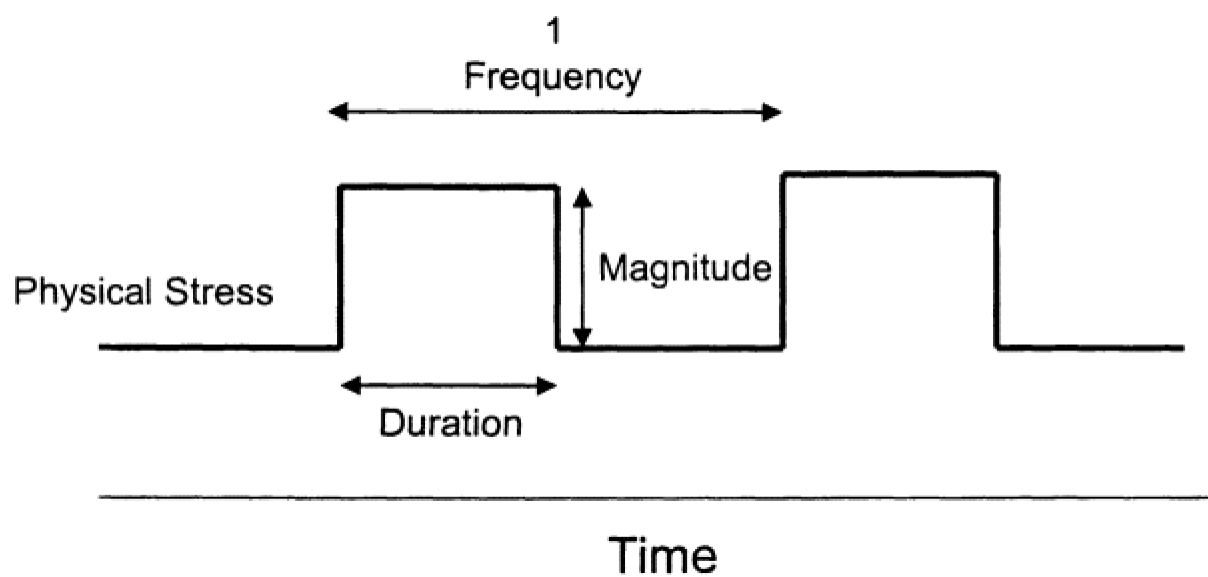 1
Frequency
Magnitude
Physical Stress
Duration
Time